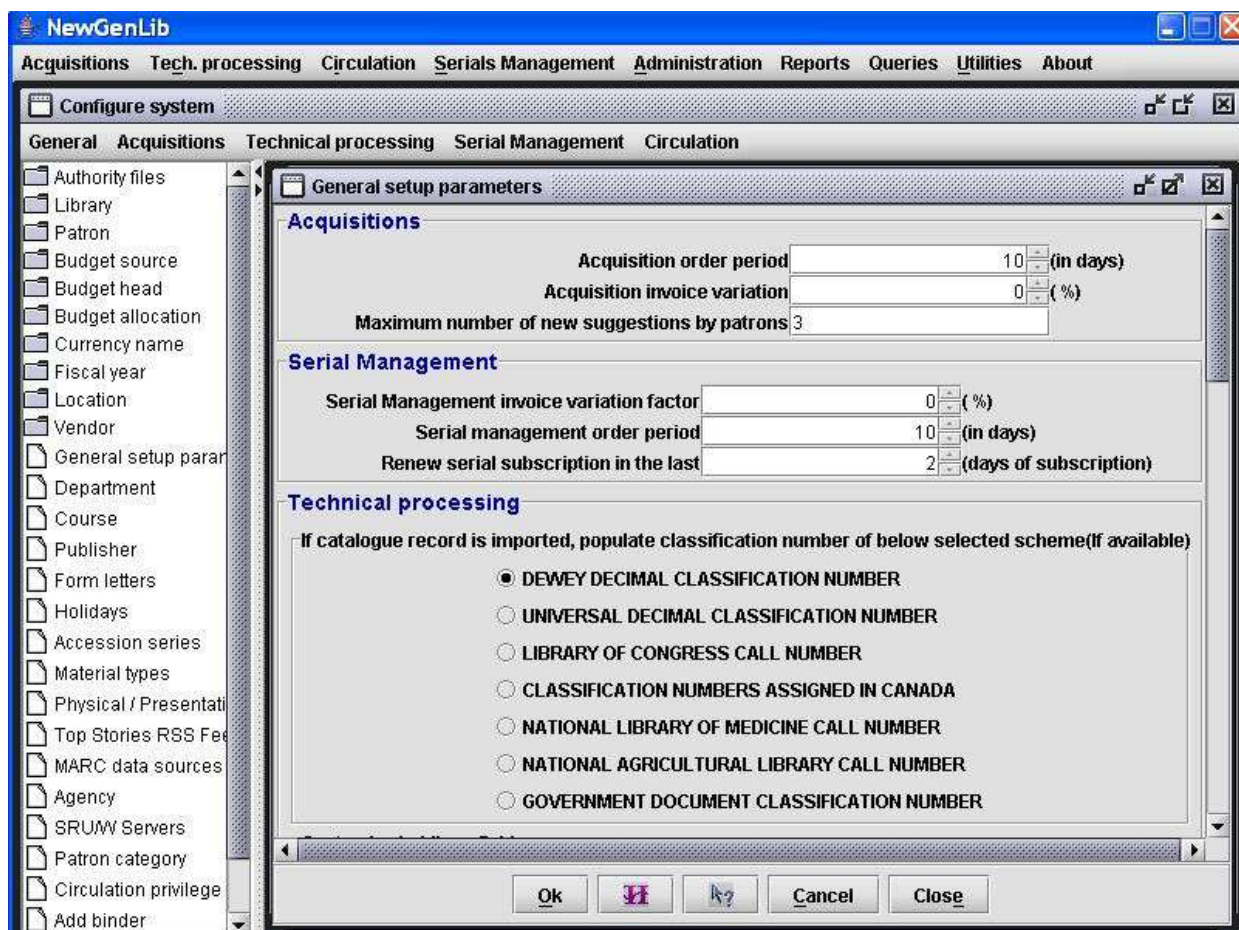 NewGenLib
Acquisitions Tech. processing Circulation Serials Management Administration Reports Queries Utilities About
Configure system
General Acquisitions Technical processing Serial Management Circulation
Authority files
Library
Patron
Budget source
Budget head
Budget allocation
Currency name
Fiscal year
Location
Vendor
General setup paran
Department
Course
Publisher
Form letters
Holidays
Accession series
Material types
Physical / Presentati
Top Stories RSS Fee
MARC data sources
Agency
SRU/W Servers
Patron category
Circulation privilege
Add binder
General setup parameters
Acquisitions
Acquisition order period 10 (in days)
Acquisition invoice variation 0 ( %)
Maximum number of new suggestions by patrons 3
Serial Management
Serial Management invoice variation factor 0 ( %)
Serial management order period 10 (in days)
Renew serial subscription in the last 2 (days of subscription)
Technical processing
If catalogue record is imported, populate classification number of below selected scheme(If available)
DEWEY DECIMAL CLASSIFICATION NUMBER
UNIVERSAL DECIMAL CLASSIFICATION NUMBER
LIBRARY OF CONGRESS CALL NUMBER
CLASSIFICATION NUMBERS ASSIGNED IN CANADA
NATIONAL LIBRARY OF MEDICINE CALL NUMBER
NATIONAL AGRICULTURAL LIBRARY CALL NUMBER
GOVERNMENT DOCUMENT CLASSIFICATION NUMBER
Ok Cancel Close